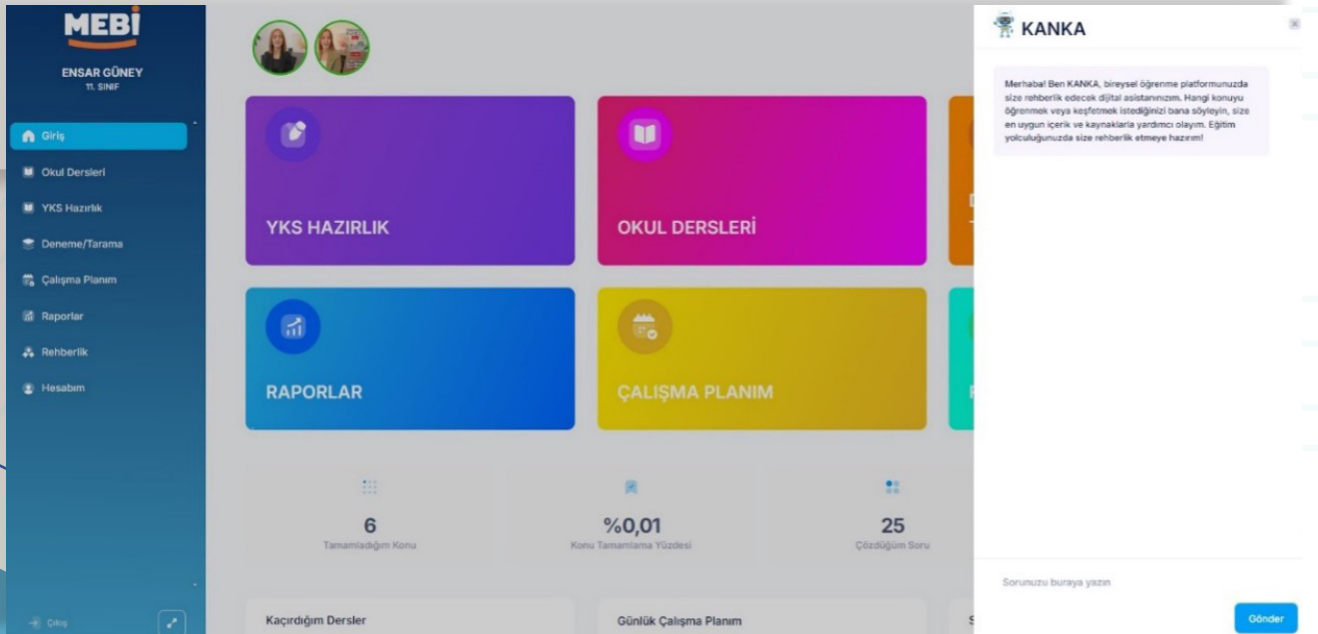 MEBİ
ENSAR GÜNEY
11. SINIF
Giriş
Okul Dersleri
YKS Hazırlık
Deneme/Tarama
Çalışma Planım
Raporlar
Rehberlik
Hesabım
Çıkış
YKS HAZIRLIK
OKUL DERSLERİ
RAPORLAR
ÇALIŞMA PLANIM
6
Tamamladığım Konu
%0,01
Konu Tamamlama Yüzdesi
25
Çözdüğüm Soru
Kaçırdığım Dersler
Günlük Çalışma Planım
KANKA
Merhaba! Ben KANKA, bireysel öğrenme platformunuzda
size rehberlik edecek dijital asistanınızım. Hangi konuyu
öğrenmek veya keşfetmek istediğinizi bana söyleyin, size
en uygun içerik ve kaynaklarla yardımcı olayım. Eğitim
yolculuğunuzda size rehberlik etmeye hazırım!
Sorunuzu buraya yazın
Gönder